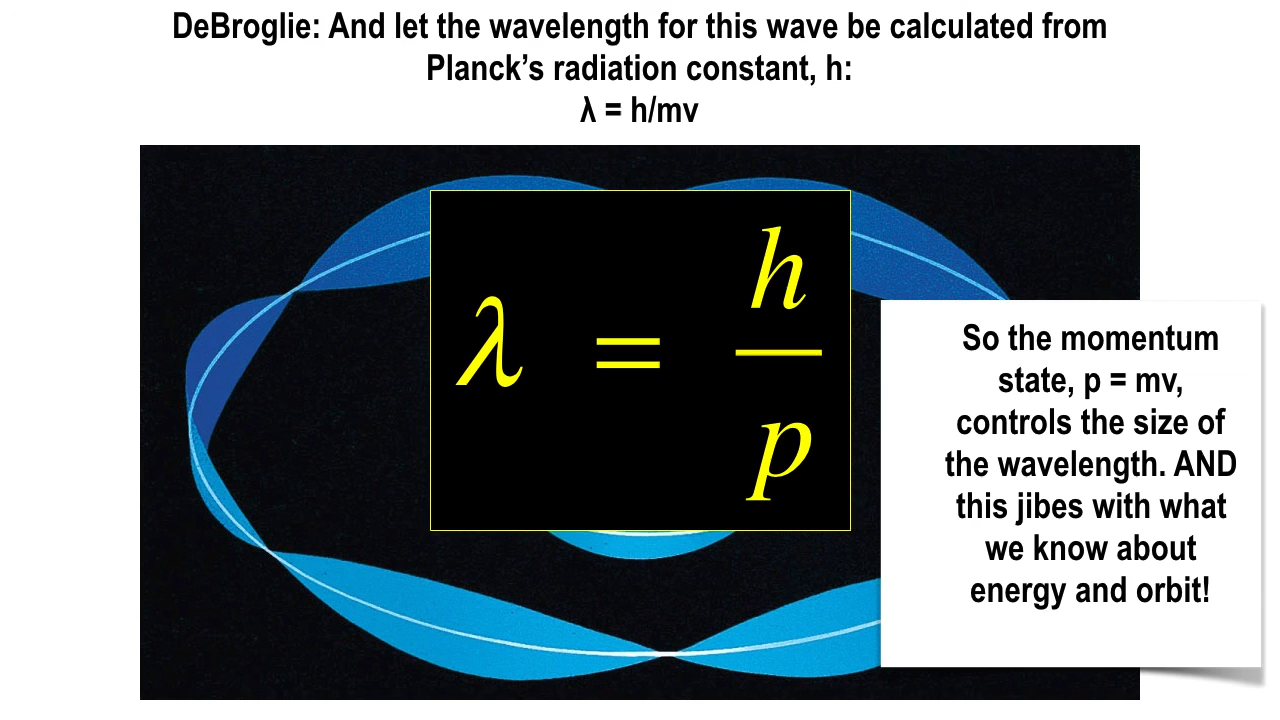 DeBroglie: And let the wavelength for this wave be calculated from
Planck’s radiation constant, h:
λ = h/mv
λ = h/p
So the momentum
state, p = mv,
controls the size of
the wavelength. AND
this jibes with what
we know about
energy and orbit!